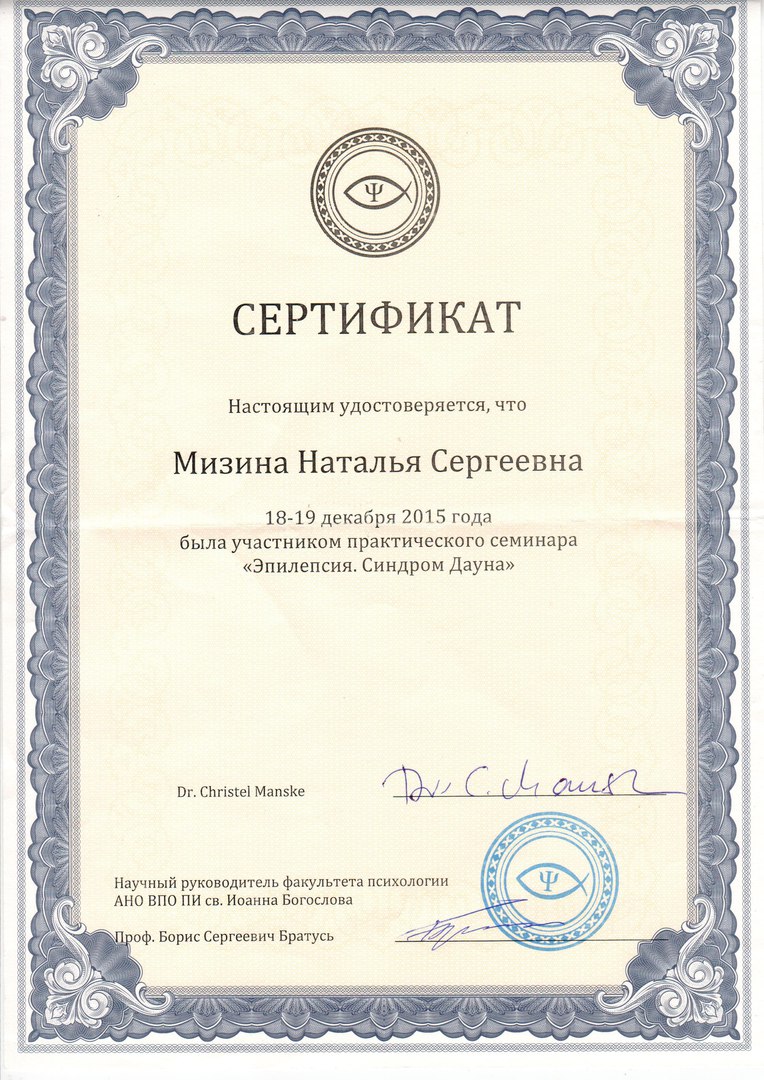 Ψ
СЕРТИФИКАТ
Настоящим удостоверяется, что
Мизина Наталья Сергеевна
18-19 декабря 2015 года
была участником практического семинара
«Эпилепсия. Синдром Дауна»
Dr. Christel Manske
Dr. C. Manske
Научный руководитель факультета психологии
АНО ВПО ПИ св. Иоанна Богослова
Ψ
Проф. Борис Сергеевич Братусь